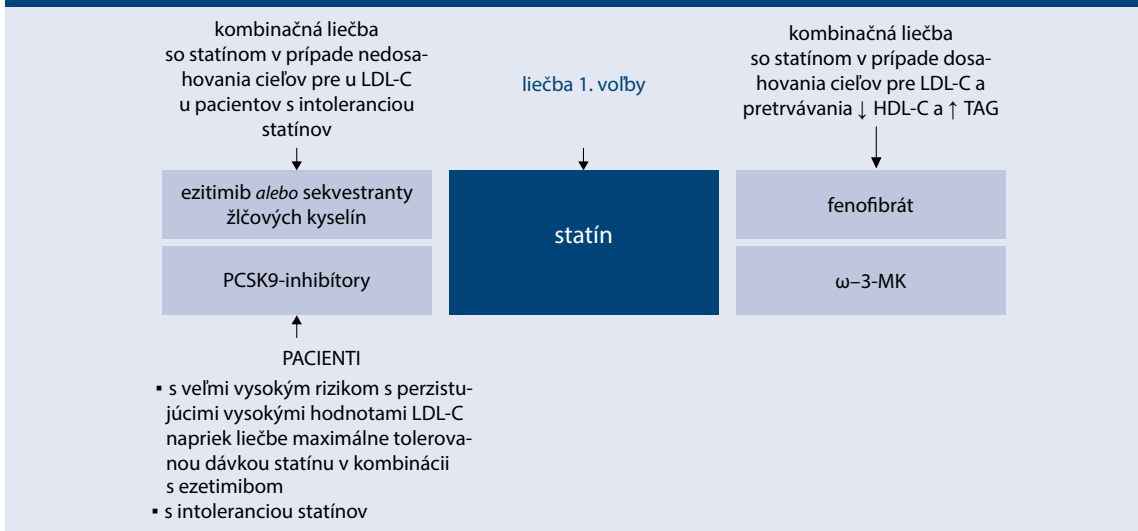 kombinačná liečba
so statínom v prípade nedosa-
hovania cieľov pre u LDL-C
u pacientov s intoleranciou
statínov
liečba 1. voľby
kombinačná liečba
so statínom v prípade dosa-
hovania cieľov pre LDL-C a
pretrvávania ↓ HDL-C a ↑ TAG
ezitimib alebo sekvestranty
žlčových kyselín
statín
fenofibrát
PCSK9-inhibítory
ω–3-MK
PACIENTI
▪ s veľmi vysokým rizikom s perzistu-
júcimi vysokými hodnotami LDL-C
napriek liečbe maximálne tolerova-
nou dávkou statínu v kombinácii
s ezetimibom
▪ s intoleranciou statínov